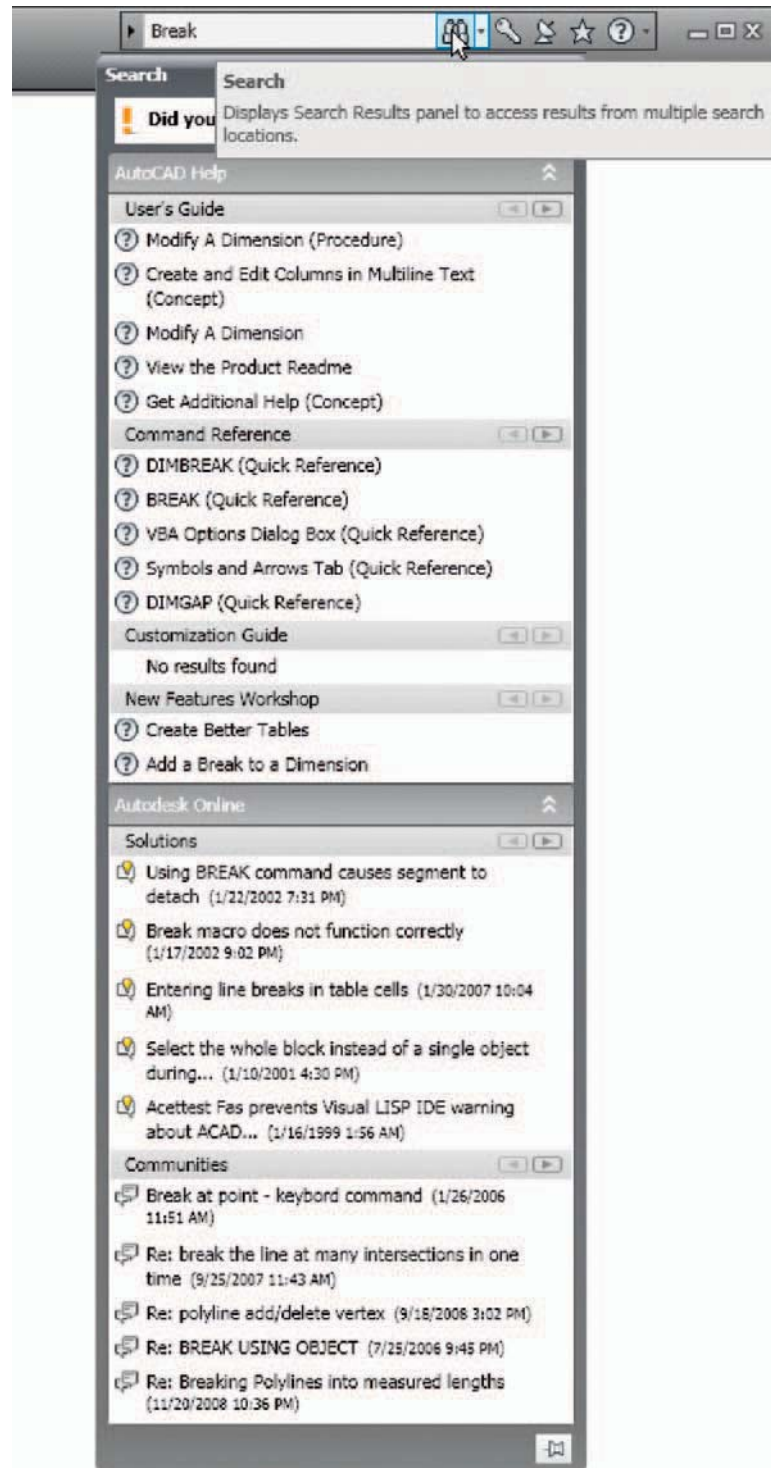 Break
Search
Search
Did you
Displays Search Results panel to access results from multiple search
locations.
AutoCAD Help
User's Guide
Modify A Dimension (Procedure)
Create and Edit Columns in Multiline Text
(Concept)
Modify A Dimension
View the Product Readme
Get Additional Help (Concept)
Command Reference
DIMBREAK (Quick Reference)
BREAK (Quick Reference)
VBA Options Dialog Box (Quick Reference)
Symbols and Arrows Tab (Quick Reference)
DIMGAP (Quick Reference)
Customization Guide
No results found
New Features Workshop
Create Better Tables
Add a Break to a Dimension
Autodesk Online
Solutions
Using BREAK command causes segment to
detach (1/22/2002 7:31 PM)
Break macro does not function correctly
(1/17/2002 9:02 PM)
Entering line breaks in table cells (1/30/2007 10:04
AM)
Select the whole block instead of a single object
during... (1/10/2001 4:30 PM)
Acettest Fas prevents Visual LISP IDE warning
about ACAD... (1/16/1999 1:56 AM)
Communities
Break at point - keybord command (1/26/2006
11:51 AM)
Re: break the line at many intersections in one
time (9/25/2007 11:43 AM)
Re: polyline add/delete vertex (9/18/2008 3:02 PM)
Re: BREAK USING OBJECT (7/25/2006 9:45 PM)
Re: Breaking Polylines into measured lengths
(11/20/2008 10:36 PM)